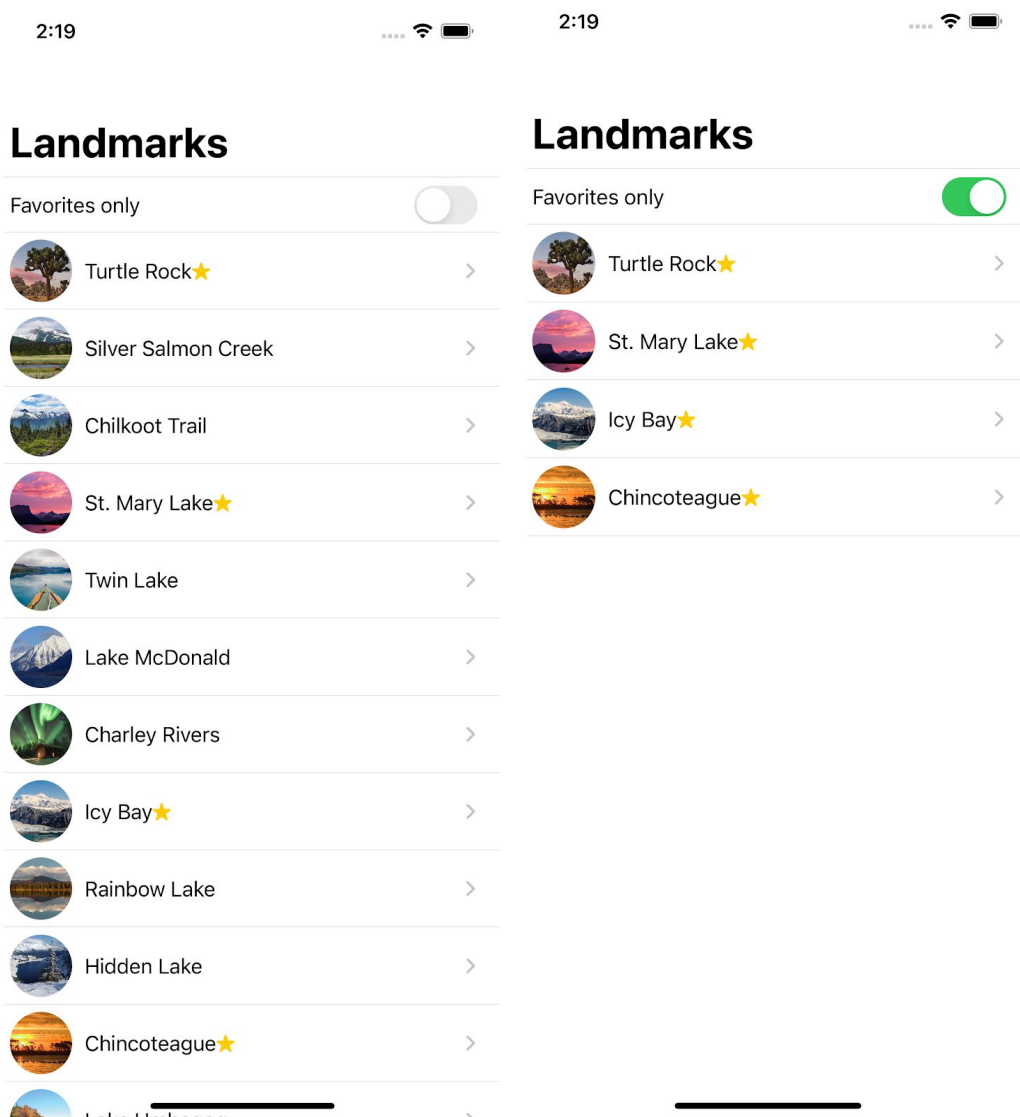 2:19
Landmarks
Favorites only
Turtle Rock
Silver Salmon Creek
Chilkoot Trail
St. Mary Lake
Twin Lake
Lake McDonald
Charley Rivers
Icy Bay
Rainbow Lake
Hidden Lake
Chincoteague
2:19
Landmarks
Favorites only
Turtle Rock
St. Mary Lake
Icy Bay
Chincoteague